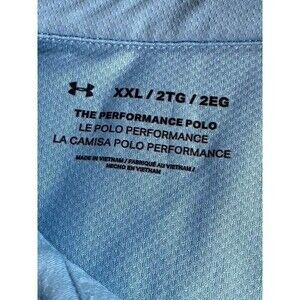 XXL / 2TG / 2EG
THE PERFORMANCE POLO
LE POLO PERFORMANCE
LA CAMISA POLO PERFORMANCE
MADE IN VIETNAM / FABRIQUÉ AU VIETNAM /
HECHO EN VIETNAM